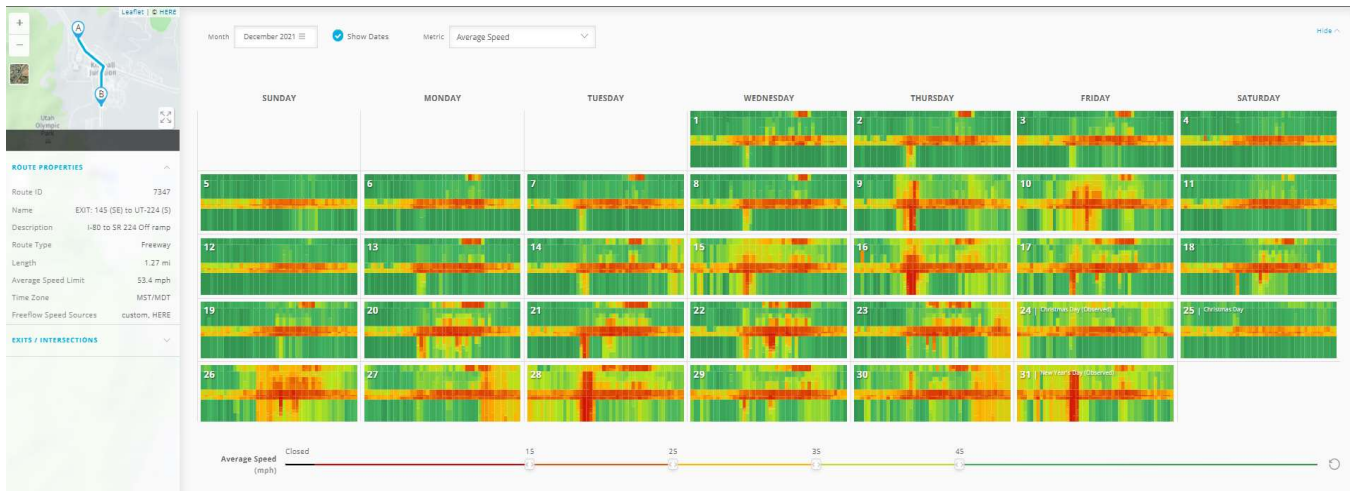 Leaflet | © HERE
+
−
A
B
Utah
Olympic
Park
ROUTE PROPERTIES
Route ID 7347
Name EXIT: 145 (SE) to UT-224 (S)
Description I-80 to SR 224 Off ramp
Route Type Freeway
Length 1.27 mi
Average Speed Limit 53.4 mph
Time Zone MST/MDT
Freeflow Speed Sources custom, HERE
EXITS / INTERSECTIONS
Month December 2021 Show Dates Metric Average Speed Hide
SUNDAY MONDAY TUESDAY WEDNESDAY THURSDAY FRIDAY SATURDAY
1 2 3 4
5 6 7 8 9 10 11
12 13 14 15 16 17 18
19 20 21 22 23 24 | Christmas Day (Observed) 25 | Christmas Day
26 27 28 29 30 31 | New Year's Day (Observed)
Average Speed
(mph)
Closed 15 25 35 45